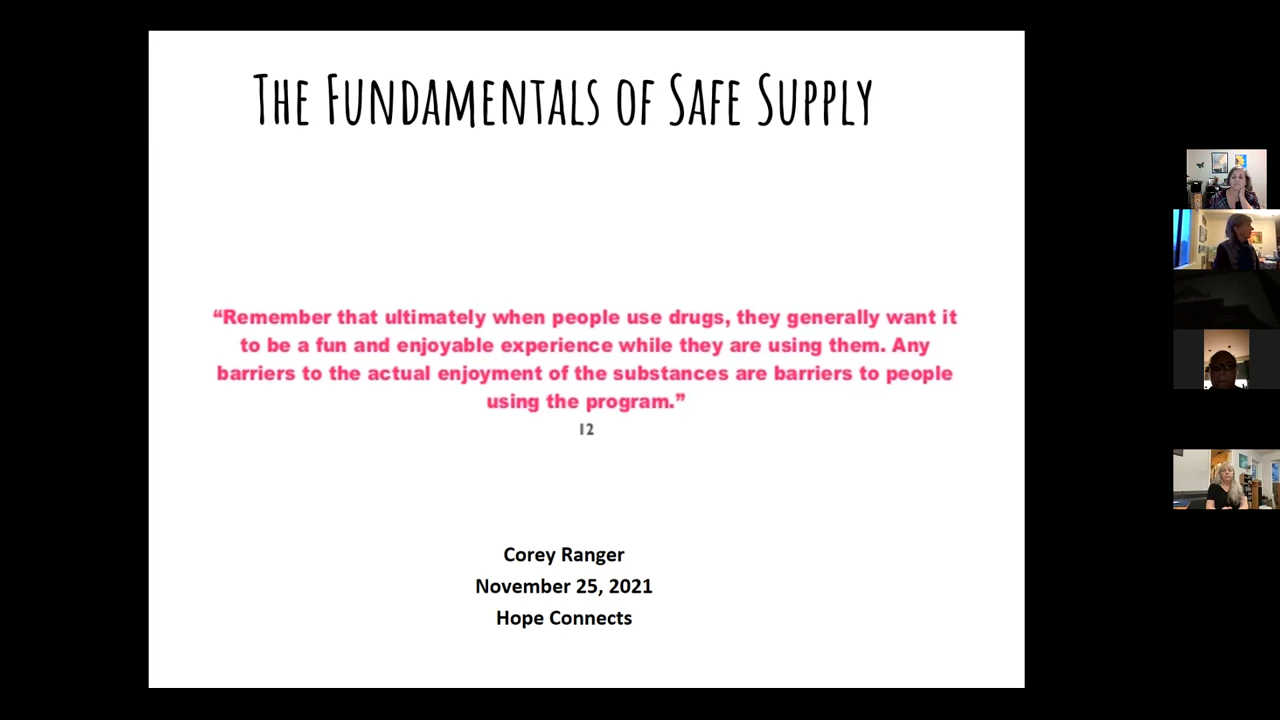 The Fundamentals of Safe Supply
“Remember that ultimately when people use drugs, they generally want it
to be a fun and enjoyable experience while they are using them. Any
barriers to the actual enjoyment of the substances are barriers to people
using the program.”
12
Corey Ranger
November 25, 2021
Hope Connects